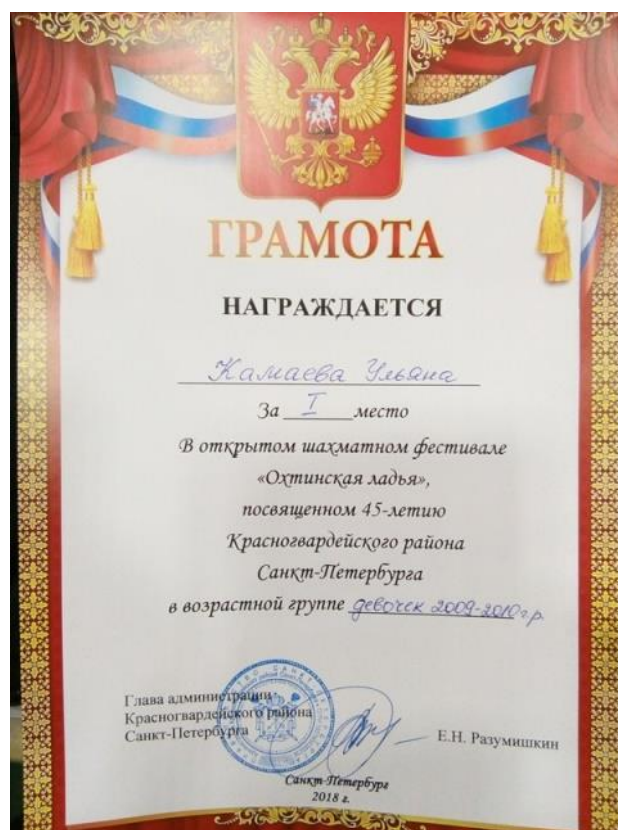 ГРАМОТА
НАГРАЖДАЕТСЯ
Камаева Ульяна
За I место
В открытом шахматном фестивале
«Охтинская ладья»,
посвященном 45-летию
Красногвардейского района
Санкт-Петербурга
в возрастной группе девочек 2009-2010 г.р.
Глава администрации
Красногвардейского района
Санкт-Петербурга
Е.Н. Разумишкин
Санкт-Петербург
2018 г.